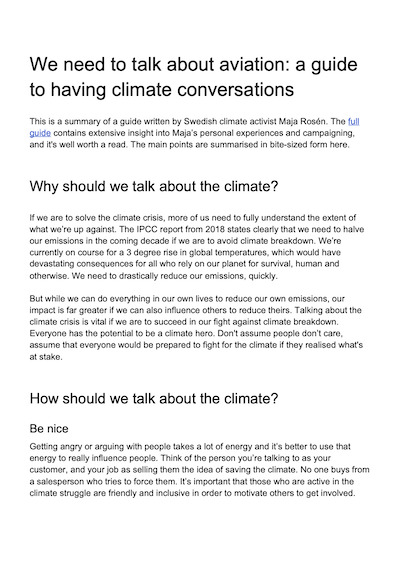 We need to talk about aviation: a guide
to having climate conversations
This is a summary of a guide written by Swedish climate activist Maja Rosén. The full
guide contains extensive insight into Maja's personal experiences and campaigning,
and it's well worth a read. The main points are summarised in bite-sized form here.
Why should we talk about the climate?
If we are to solve the climate crisis, more of us need to fully understand the extent of
what we're up against. The IPCC report from 2018 states clearly that we need to halve
our emissions in the coming decade if we are to avoid climate breakdown. We're
currently on course for a 3 degree rise in global temperatures, which would have
devastating consequences for all who rely on our planet for survival, human and
otherwise. We need to drastically reduce our emissions, quickly.
But while we can do everything in our own lives to reduce our own emissions, our
impact is far greater if we can also influence others to reduce theirs. Talking about the
climate crisis is vital if we are to succeed in our fight against climate breakdown.
Everyone has the potential to be a climate hero. Don't assume people don't care,
assume that everyone would be prepared to fight for the climate if they realised what's
at stake.
How should we talk about the climate?
Be nice
Getting angry or arguing with people takes a lot of energy and it's better to use that
energy to really influence people. Think of the person you're talking to as your
customer, and your job as selling them the idea of saving the climate. No one buys from
a salesperson who tries to force them. It's important that those who are active in the
climate struggle are friendly and inclusive in order to motivate others to get involved.